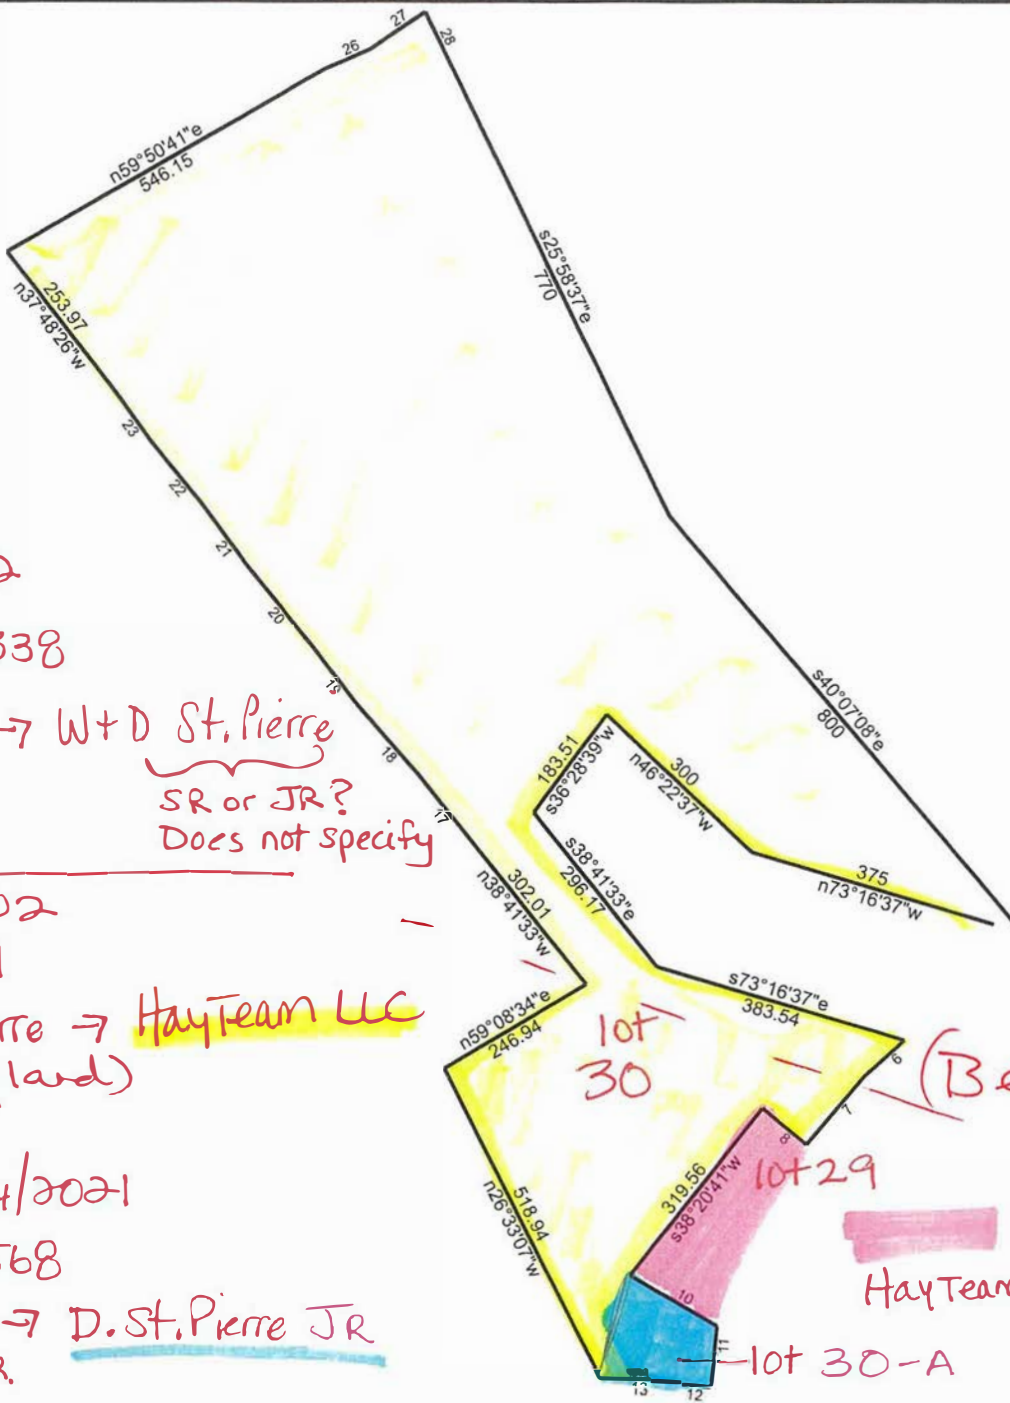 27
26
28
n59°50'41"e
546.15
s25°58'37"e
770
253.97
n37°48'26"w
23
22
21
20
19
18
17
s40°07'08"e
800
2
338
→ W+D St. Pierre
SR or JR?
Does not specify
183.51
s36°28'39"w
300
n46°22'37"w
375
n73°16'37"w
s38°41'33"e
296.17
302.01
n38°41'33"w
02
→ HayTeam LLC
land)
n59°08'34"e
246.94
s73°16'37"e
383.54
lot
30
6
7
8
lot 29
319.56
s38°20'41"w
518.94
n26°33'07"w
4/2021
568
→ D. St. Pierre JR
R.
HayTeam
10
11
lot 30-A
13
12